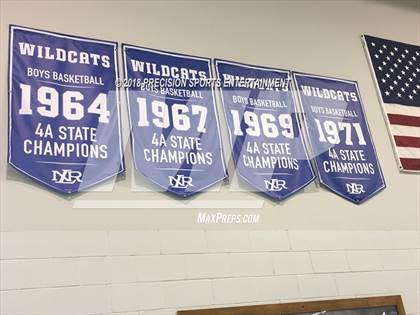 © 2018 PRECISION SPORTS ENTERTAINMENT
WILDCATS
BOYS BASKETBALL
1964
4A STATE
CHAMPIONS
WILDCATS
BOYS BASKETBALL
1967
4A STATE
CHAMPIONS
WILDCATS
BOYS BASKETBALL
1969
4A STATE
CHAMPIONS
WILDCATS
BOYS BASKETBALL
1971
4A STATE
CHAMPIONS
MAXPREPS.COM